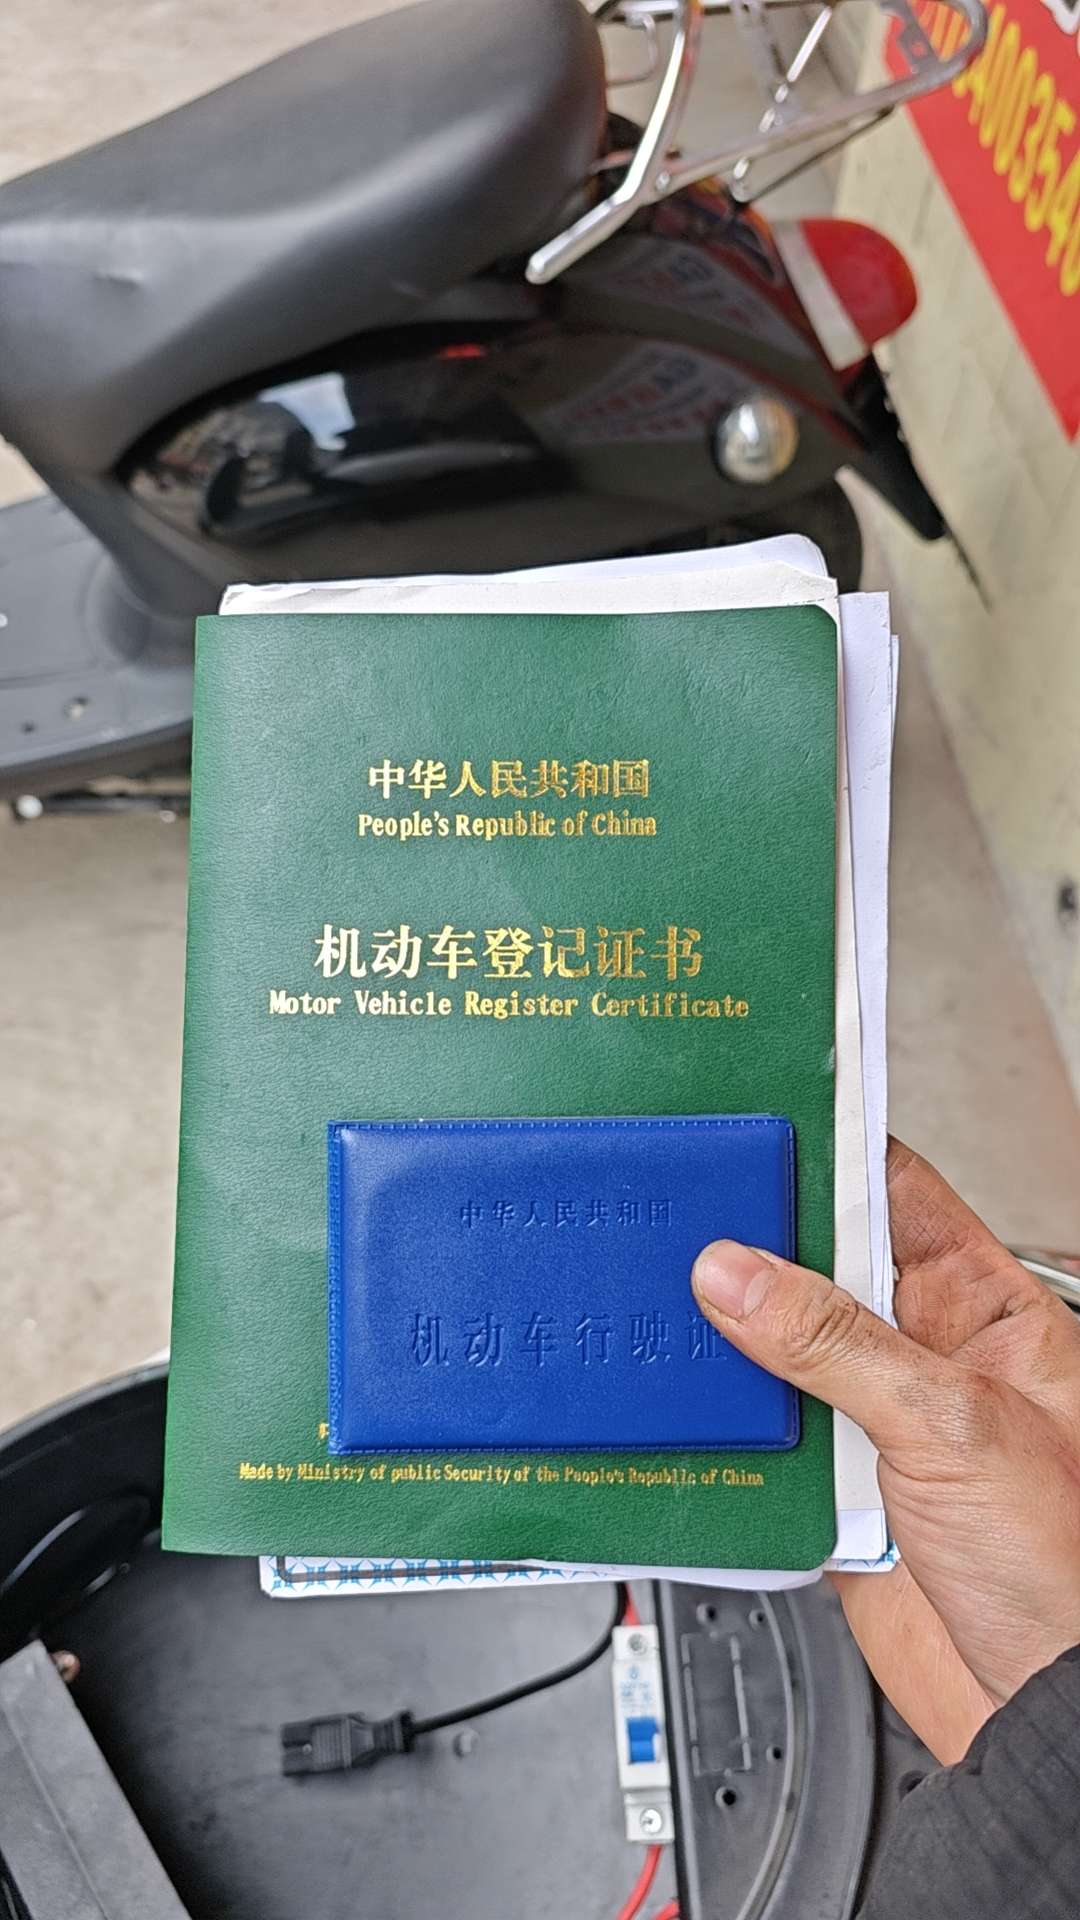 4003540
中华人民共和国
People's Republic of China
机动车登记证书
Motor Vehicle Register Certificate
中华人民共和国
机动车行驶证
Made by Ministry of public Security of the People's Republic of China